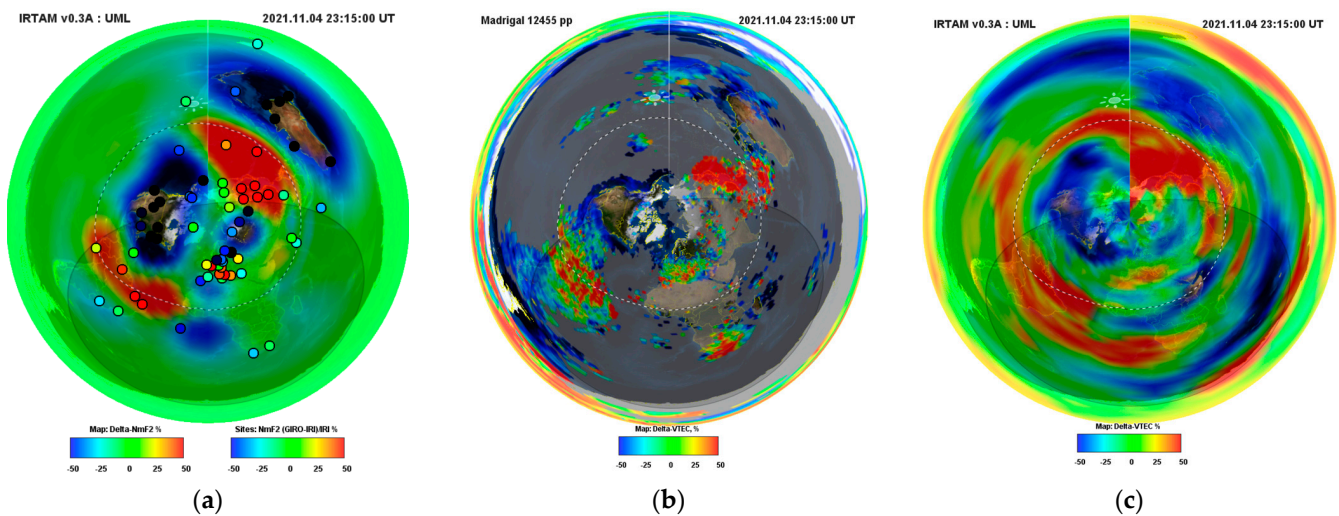 IRTAM v0.3A : UML 2021.11.04 23:15:00 UT
Map: Delta-NmF2 % Sites: NmF2 (GIRO-IRI)/IRI %
-50 -25 0 25 50 -50 -25 0 25 50
(a)
Madrigal 12455 pp 2021.11.04 23:15:00 UT
Map: Delta-VTEC, %
-50 -25 0 25 50
(b)
IRTAM v0.3A : UML 2021.11.04 23:15:00 UT
Map: Delta-VTEC %
-50 -25 0 25 50
(c)